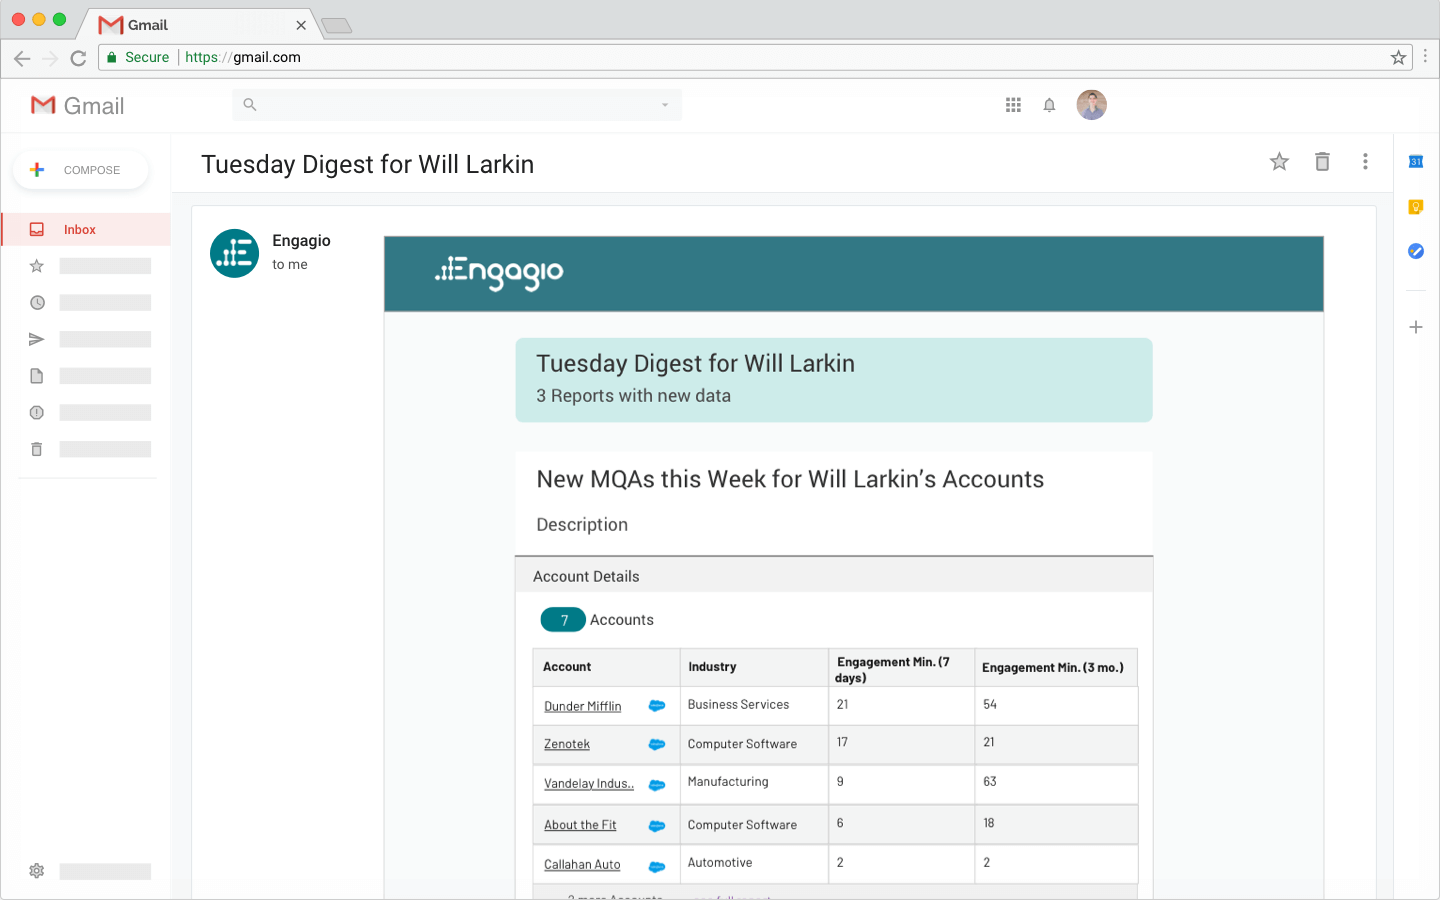 Gmail
Secure https://gmail.com
Gmail
COMPOSE
Tuesday Digest for Will Larkin
31
Inbox
Engagio
to me
Engagio
Tuesday Digest for Will Larkin
3 Reports with new data
New MQAs this Week for Will Larkin’s Accounts
Description
Account Details
7 Accounts
Account Industry Engagement Min. (7 days) Engagement Min. (3 mo.)
Dunder Mifflin Business Services 21 54
Zenotek Computer Software 17 21
Vandelay Indus.. Manufacturing 9 63
About the Fit Computer Software 6 18
Callahan Auto Automotive 2 2